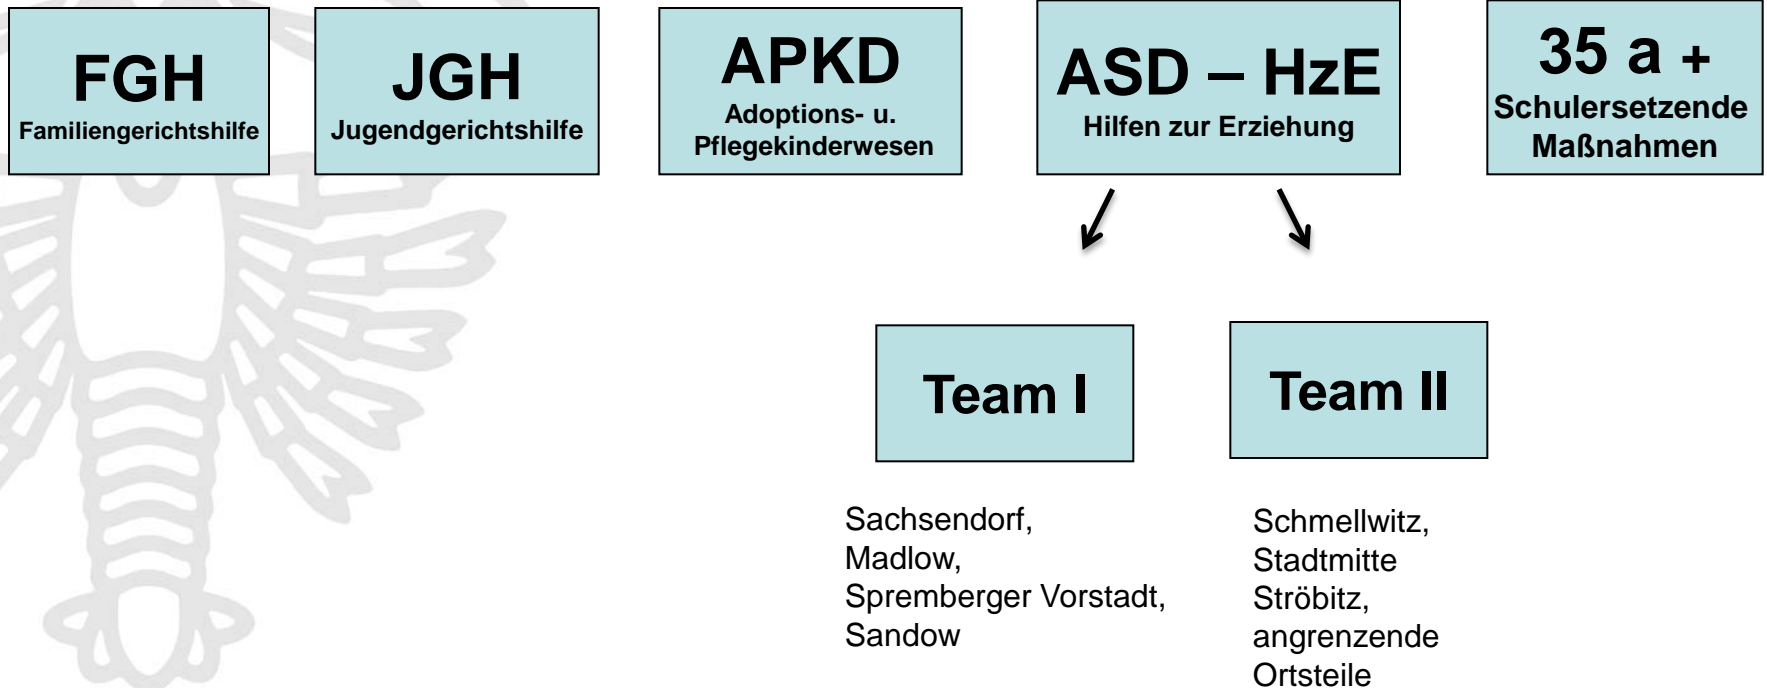 FGH
Familiengerichtshilfe
JGH
Jugendgerichtshilfe
APKD
Adoptions- u.
Pflegekinderwesen
ASD – HzE
Hilfen zur Erziehung
35 a +
Schulersetzende
Maßnahmen
Team I
Sachsendorf,
Madlow,
Spremberger Vorstadt,
Sandow
Team II
Schmellwitz,
Stadtmitte
Ströbitz,
angrenzende
Ortsteile